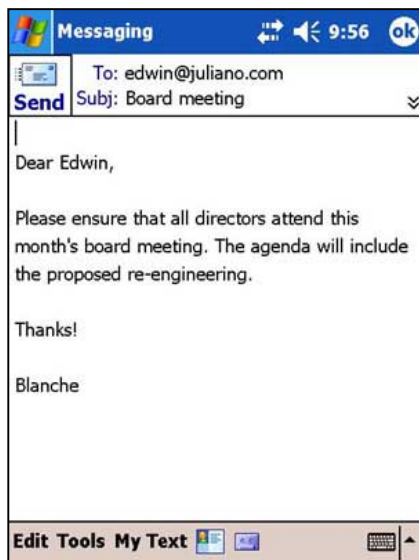 Messaging 9:56 ok
To: edwin@juliano.com
Send Subj: Board meeting
Dear Edwin,
Please ensure that all directors attend this
month's board meeting. The agenda will include
the proposed re-engineering.
Thanks!
Blanche
Edit Tools My Text